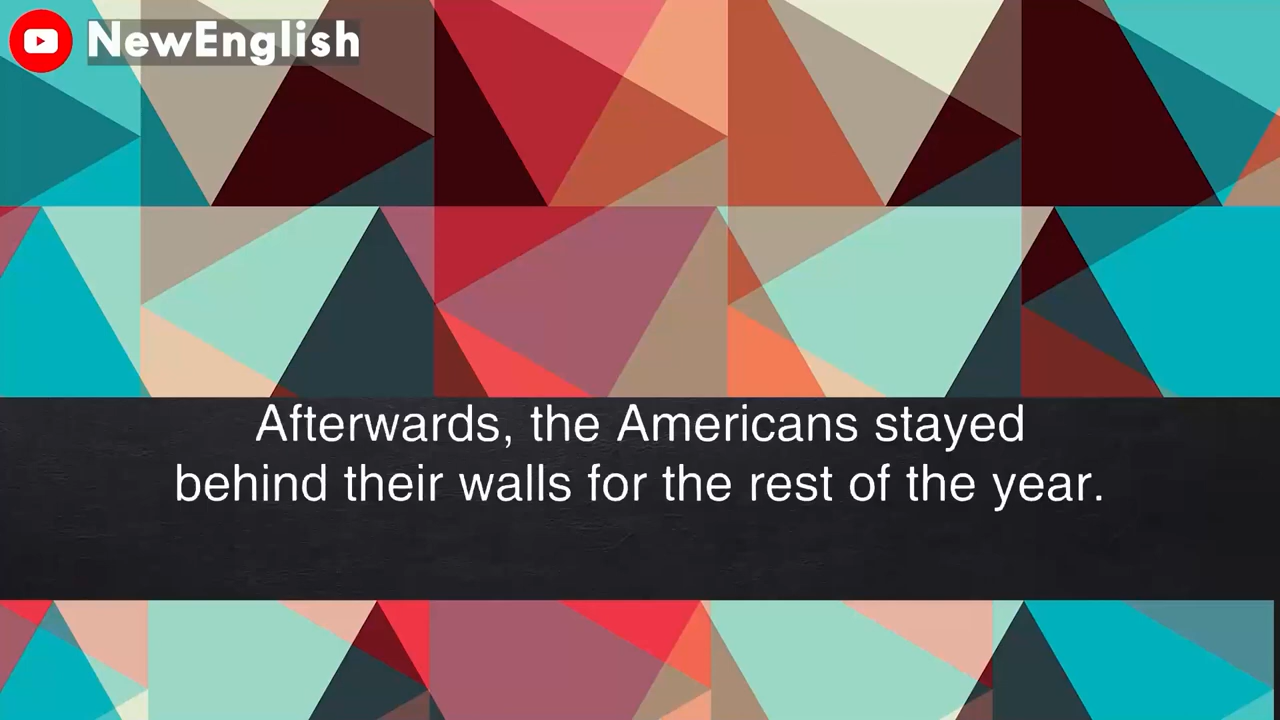 NewEnglish
Afterwards, the Americans stayed
behind their walls for the rest of the year.